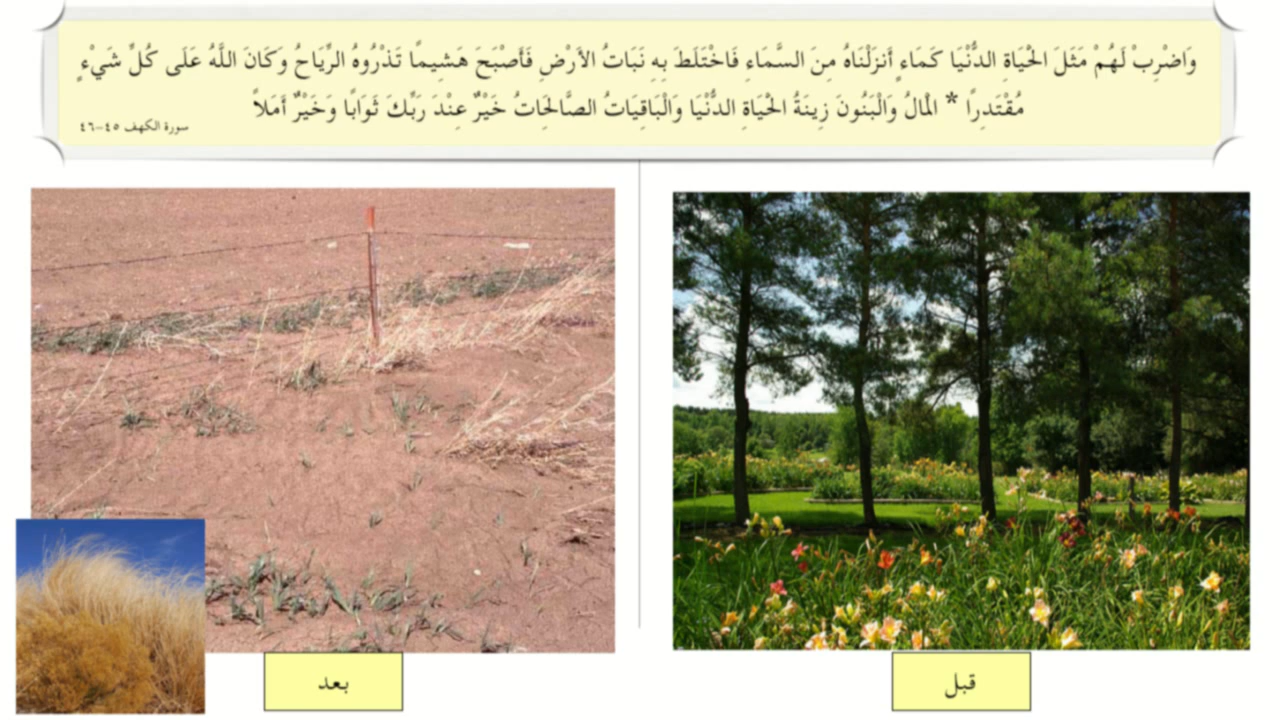 وَاضْرِبْ لَهُمْ مَثَلَ الْحَيَاةِ الدُّنْيَا كَمَاءٍ أَنزَلْنَاهُ مِنَ السَّمَاءِ فَاخْتَلَطَ بِهِ نَبَاتُ الأَرْضِ فَأَصْبَحَ هَشِيمًا تَذْرُوهُ الرِّيَاحُ وَكَانَ اللَّهُ عَلَى كُلِّ شَيْءٍ
مُقْتَدِرًا * الْمَالُ وَالْبَنُونَ زِينَةُ الْحَيَاةِ الدُّنْيَا وَالْبَاقِيَاتُ الصَّالِحَاتُ خَيْرٌ عِنْدَ رَبِّكَ ثَوَابًا وَخَيْرٌ أَمَلاً
سورة الكهف ٤٥-٤٦
قبل
بعد